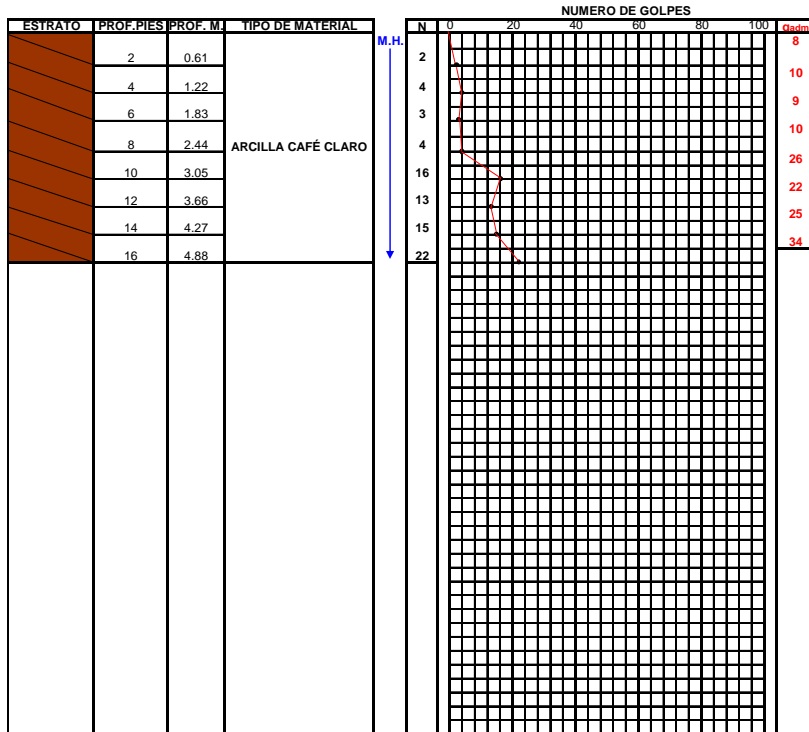 NUMERO DE GOLPES
ESTRATO PROF.PIES PROF. M. TIPO DE MATERIAL N 0 20 40 60 80 100 qadm
M.H. 8
2 0.61 2
10
4 1.22 4
9
6 1.83 3
10
8 2.44 ARCILLA CAFÉ CLARO 4
26
10 3.05 16
22
12 3.66 13
25
14 4.27 15
34
16 4.88 22